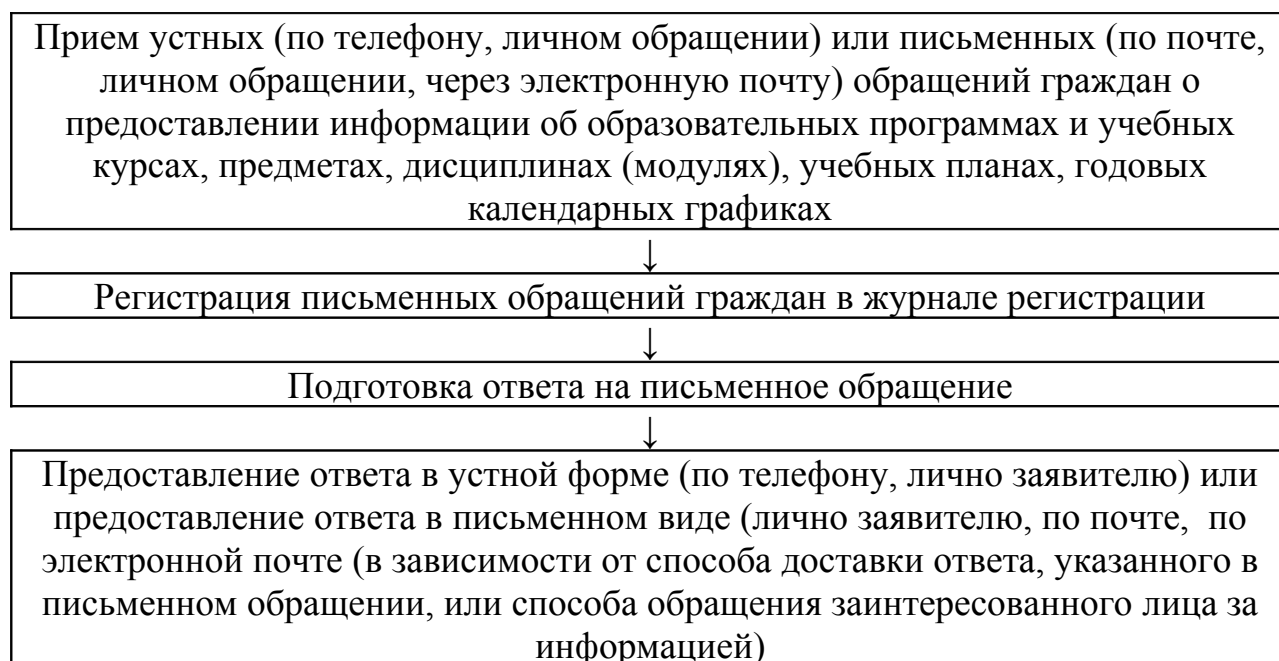 Прием устных (по телефону, личном обращении) или письменных (по почте,
личном обращении, через электронную почту) обращений граждан о
предоставлении информации об образовательных программах и учебных
курсах, предметах, дисциплинах (модулях), учебных планах, годовых
календарных графиках
↓
Регистрация письменных обращений граждан в журнале регистрации
↓
Подготовка ответа на письменное обращение
↓
Предоставление ответа в устной форме (по телефону, лично заявителю) или
предоставление ответа в письменном виде (лично заявителю, по почте, по
электронной почте (в зависимости от способа доставки ответа, указанного в
письменном обращении, или способа обращения заинтересованного лица за
информацией)